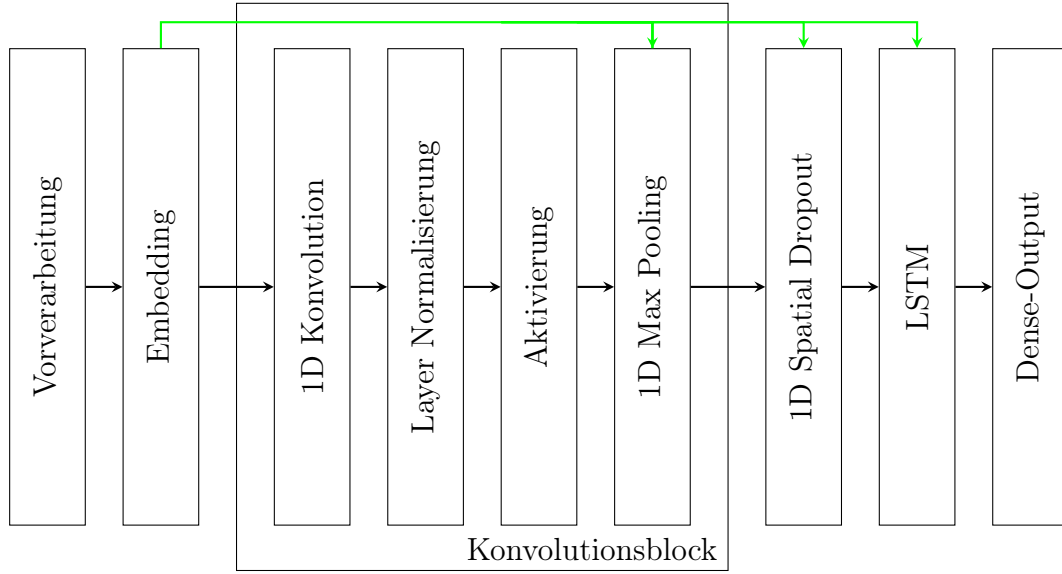 Vorverarbeitung
Embedding
1D Konvolution
Layer Normalisierung
Aktivierung
1D Max Pooling
1D Spatial Dropout
LSTM
Dense-Output
Konvolutionsblock